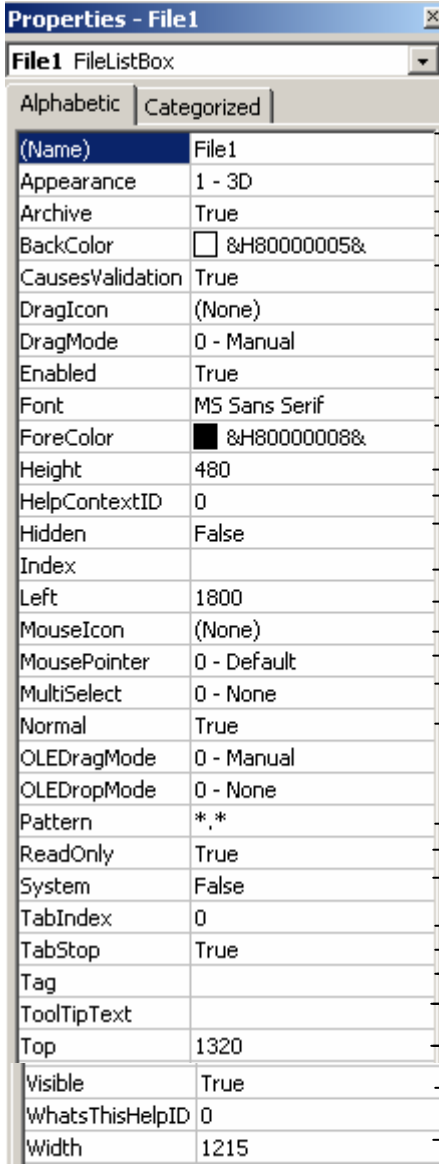 Properties - File1
File1 FileListBox
Alphabetic Categorized
(Name) File1
Appearance 1 - 3D
Archive True
BackColor &H80000005&
CausesValidation True
DragIcon (None)
DragMode 0 - Manual
Enabled True
Font MS Sans Serif
ForeColor &H80000008&
Height 480
HelpContextID 0
Hidden False
Index
Left 1800
MouseIcon (None)
MousePointer 0 - Default
MultiSelect 0 - None
Normal True
OLEDragMode 0 - Manual
OLEDropMode 0 - None
Pattern *.*
ReadOnly True
System False
TabIndex 0
TabStop True
Tag
ToolTipText
Top 1320
Visible True
WhatsThisHelpID 0
Width 1215